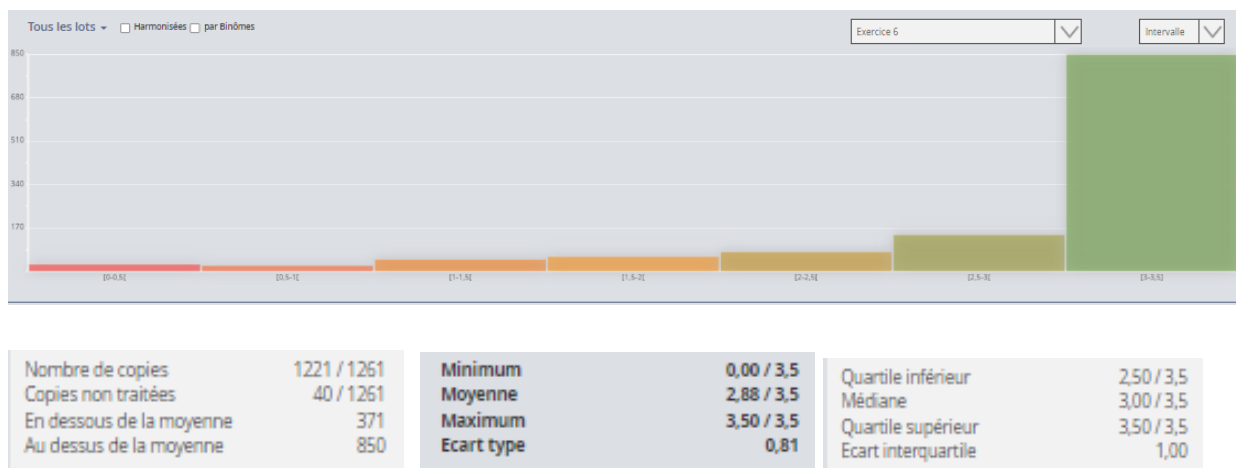 Tous les lots Harmonisées par Binômes Exercice 6 Intervalle
850
680
510
340
170
[0-0,5[ [0,5-1[ [1-1,5[ [1,5-2[ [2-2,5[ [2,5-3[ [3-3,5]
Nombre de copies 1221 / 1261
Copies non traitées 40 / 1261
En dessous de la moyenne 371
Au dessus de la moyenne 850
Minimum 0,00 / 3,5
Moyenne 2,88 / 3,5
Maximum 3,50 / 3,5
Ecart type 0,81
Quartile inférieur 2,50 / 3,5
Médiane 3,00 / 3,5
Quartile supérieur 3,50 / 3,5
Ecart interquartile 1,00